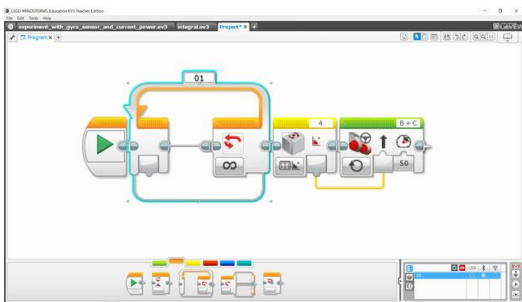 LEGO MINDSTORMS Education EV3 Teacher Edition
File Edit Tools Help
experiment_with_gyro_sensor_and_current_power.ev3 integral.ev3 Project* x +
Program x +
01
4
B + C
50